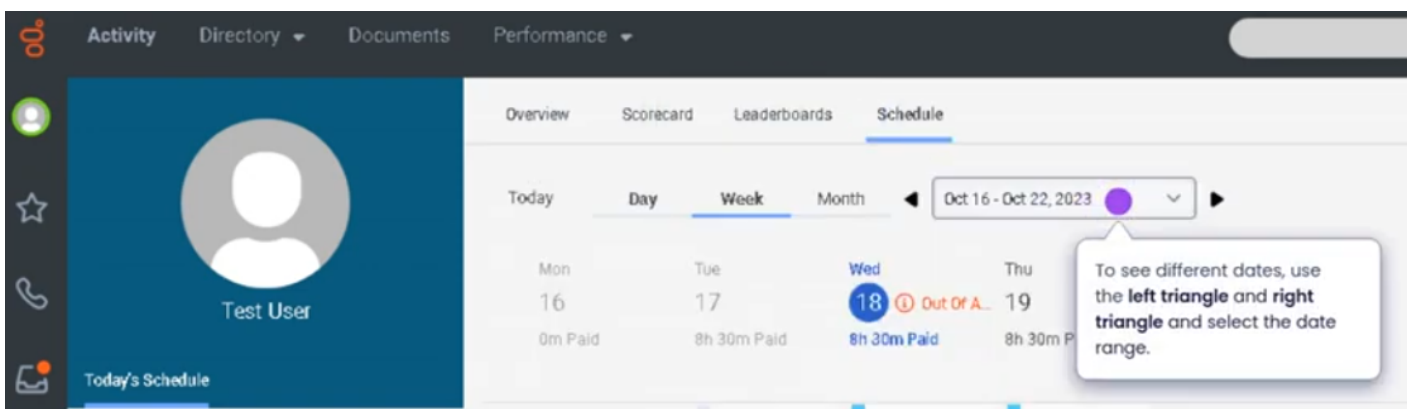 Activity Directory Documents Performance
Overview Scorecard Leaderboards Schedule
Today Day Week Month Oct 16 - Oct 22, 2023
Mon Tue Wed Thu
16 17 18 Out Of A... 19
0m Paid 8h 30m Paid 8h 30m Paid 8h 30m P
To see different dates, use
the left triangle and right
triangle and select the date
range.
Test User
Today's Schedule